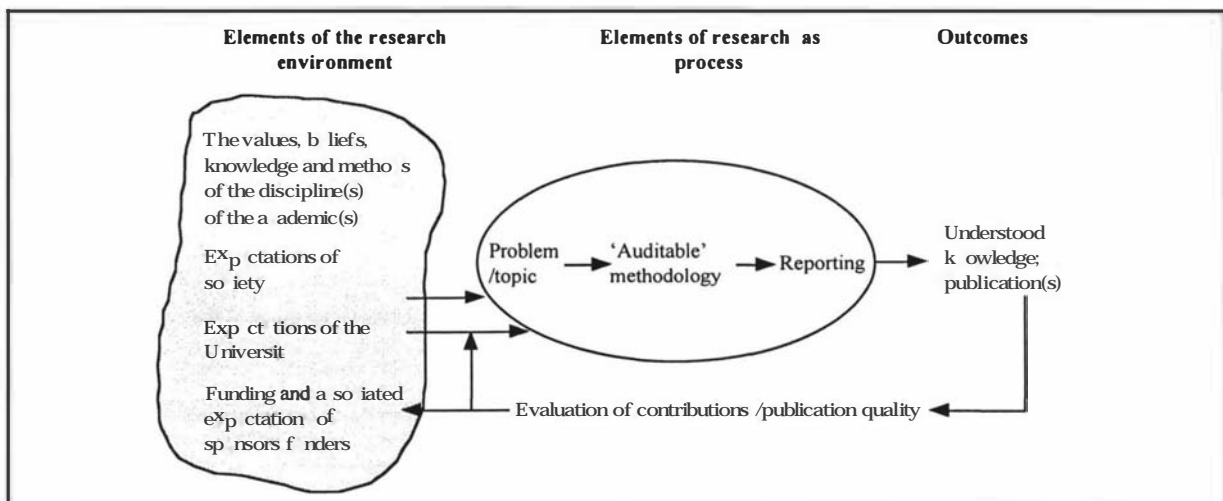 Elements of the research
environment
Elements of research as
process
Outcomes
The values, b liefs,
knowledge and metho s
of the discipline(s)
of the a ademic(s)
Exp ctations of
so iety
Exp ct tions of the
Universit
Funding and a so iated
exp ctation of
sp nsors f nders
Problem
/topic
'Auditable'
methodology
Reporting
Understood
k owledge;
publication(s)
Evaluation of contributions /publication quality